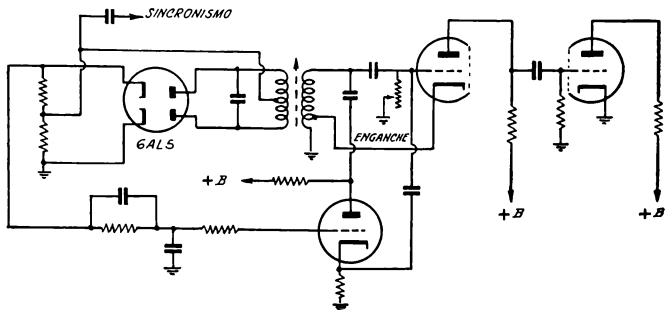 SINCRONISMO
6AL5
ENGANCHE
+B
+B
+B